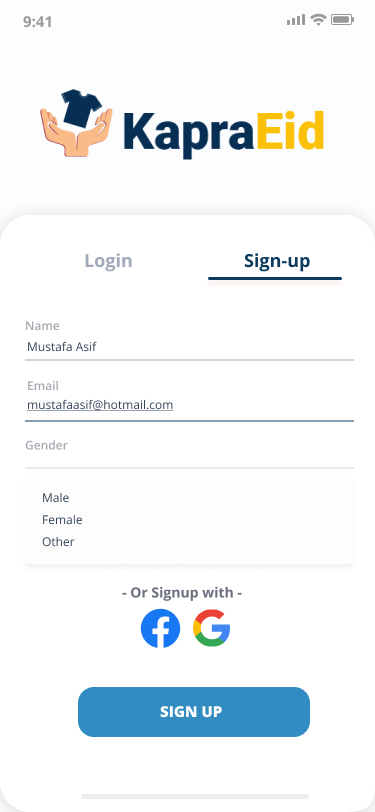 9:41
KapraEid
Login Sign-up
Name
Mustafa Asif
Email
mustafaasif@hotmail.com
Gender
Male
Female
Other
- Or Signup with -
SIGN UP